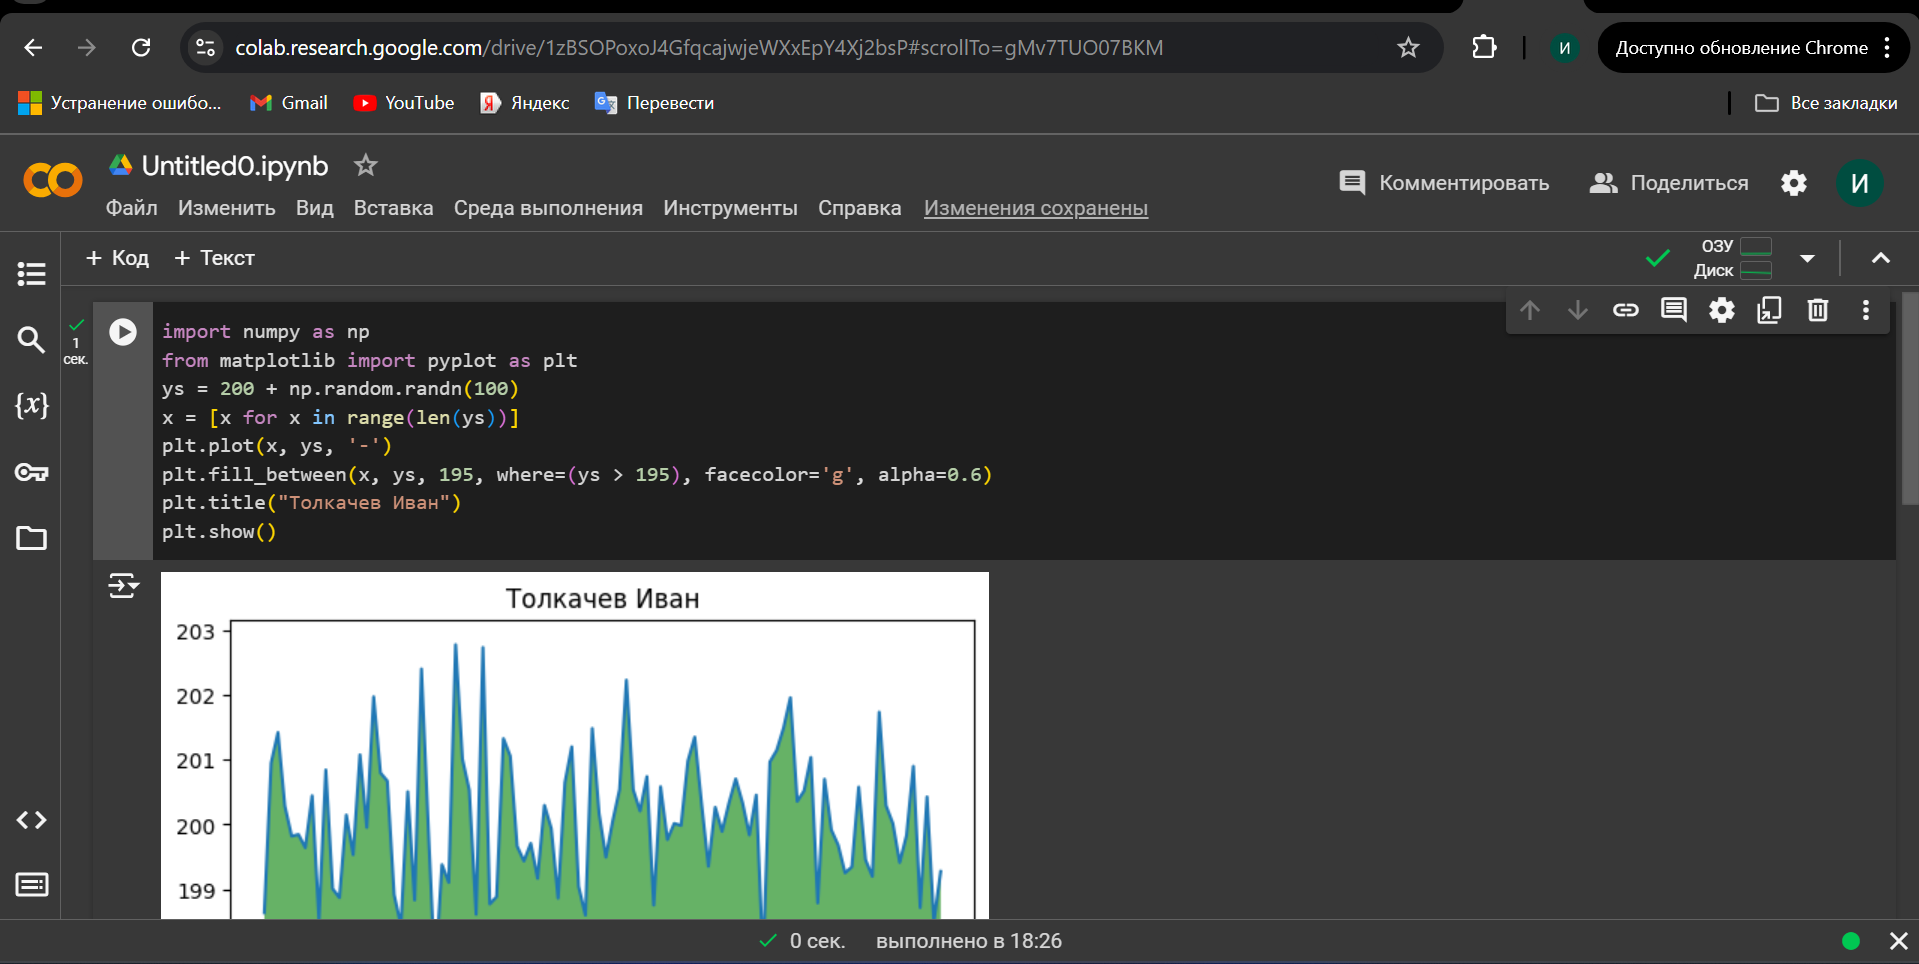 colab.research.google.com/drive/1zBSOPoxoJ4GfqcajwjeWXxEpY4Xj2bsP#scrollTo=gMv7TUO07BKM
И
Доступно обновление Chrome
Устранение ошибо...
Gmail
YouTube
Яндекс
Перевести
Все закладки
Untitled0.ipynb
Комментировать
Поделиться
И
Файл Изменить Вид Вставка Среда выполнения Инструменты Справка Изменения сохранены
+ Код + Текст
ОЗУ
Диск
1
сек.
import numpy as np
from matplotlib import pyplot as plt
ys = 200 + np.random.randn(100)
x = [x for x in range(len(ys))]
plt.plot(x, ys, '-')
plt.fill_between(x, ys, 195, where=(ys > 195), facecolor='g', alpha=0.6)
plt.title("Толкачев Иван")
plt.show()
Толкачев Иван
203
202
201
200
199
0 сек. выполнено в 18:26